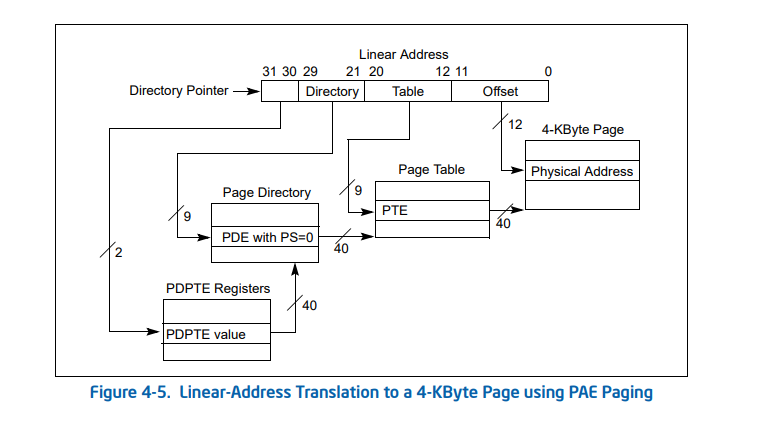 Linear Address
31 30 29 21 20 12 11 0
Directory Pointer Directory Table Offset
12 4-KByte Page
Physical Address
Page Table
9
PTE
40
Page Directory
9
PDE with PS=0
40
2
PDPTE Registers
40
PDPTE value
Figure 4-5. Linear-Address Translation to a 4-KByte Page using PAE Paging